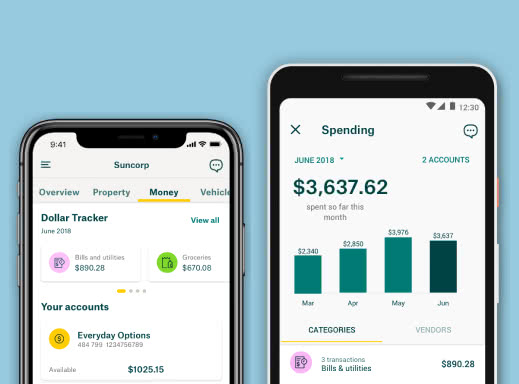 9:41
Suncorp
Overview Property Money Vehicle
Dollar Tracker
View all
June 2018
Bills and utilities
$890.28
Groceries
$670.08
Your accounts
Everyday Options
484 799 1234756789
Available $1025.15
12:30
Spending
JUNE 2018
2 ACCOUNTS
$3,637.62
spent so far this
month
$2,340
$2,850
$3,976
$3,637
Mar Apr May Jun
CATEGORIES VENDORS
3 transactions
Bills & utilities
$890.28